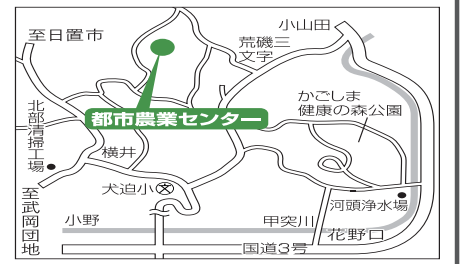 至日置市
小山田
荒磯三
文字
かごしま
健康の森公園
都市農業センター
北部清掃工場
横井
犬迫小
至武岡団地
小野
甲突川
河頭浄水場
花野口
国道3号